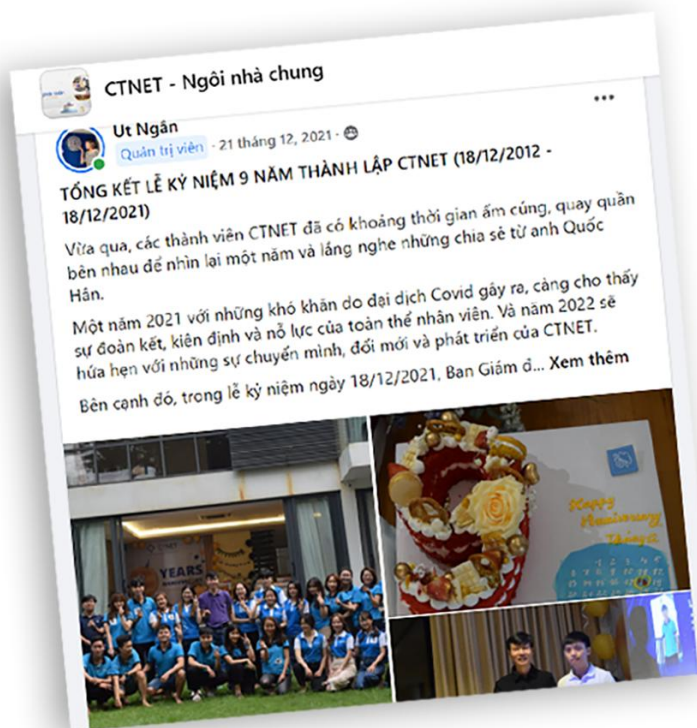 CTNET - Ngôi nhà chung
Út Ngân
Quản trị viên · 21 tháng 12, 2021 ·
TỔNG KẾT LỄ KỶ NIỆM 9 NĂM THÀNH LẬP CTNET (18/12/2012 -
18/12/2021)
Vừa qua, các thành viên CTNET đã có khoảng thời gian ấm cúng, quay quần
bên nhau để nhìn lại một năm và lắng nghe những chia sẻ từ anh Quốc
Hân.
Một năm 2021 với những khó khăn do đại dịch Covid gây ra, càng cho thấy
sự đoàn kết, kiên định và nỗ lực của toàn thể nhân viên. Và năm 2022 sẽ
hứa hẹn với những sự chuyển mình, đổi mới và phát triển của CTNET.
Bên cạnh đó, trong lễ kỷ niệm ngày 18/12/2021, Ban Giám đ... Xem thêm
YEARS
Happy
Anniversary